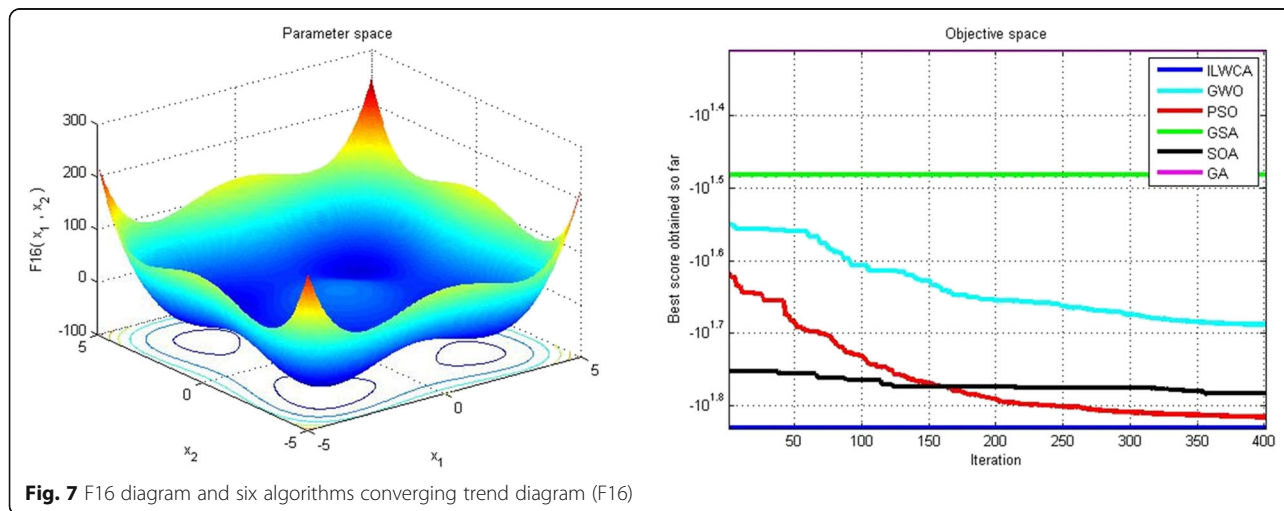 Parameter space
300
200
100
0
-100
F16( x₁ , x₂ )
5
0
-5
x₂
-5
0
5
x₁
Objective space
-10^1.4
-10^1.5
-10^1.6
-10^1.7
-10^1.8
Best score obtained so far
50 100 150 200 250 300 350 400
Iteration
ILWCA
GWO
PSO
GSA
SOA
GA
Fig. 7 F16 diagram and six algorithms converging trend diagram (F16)